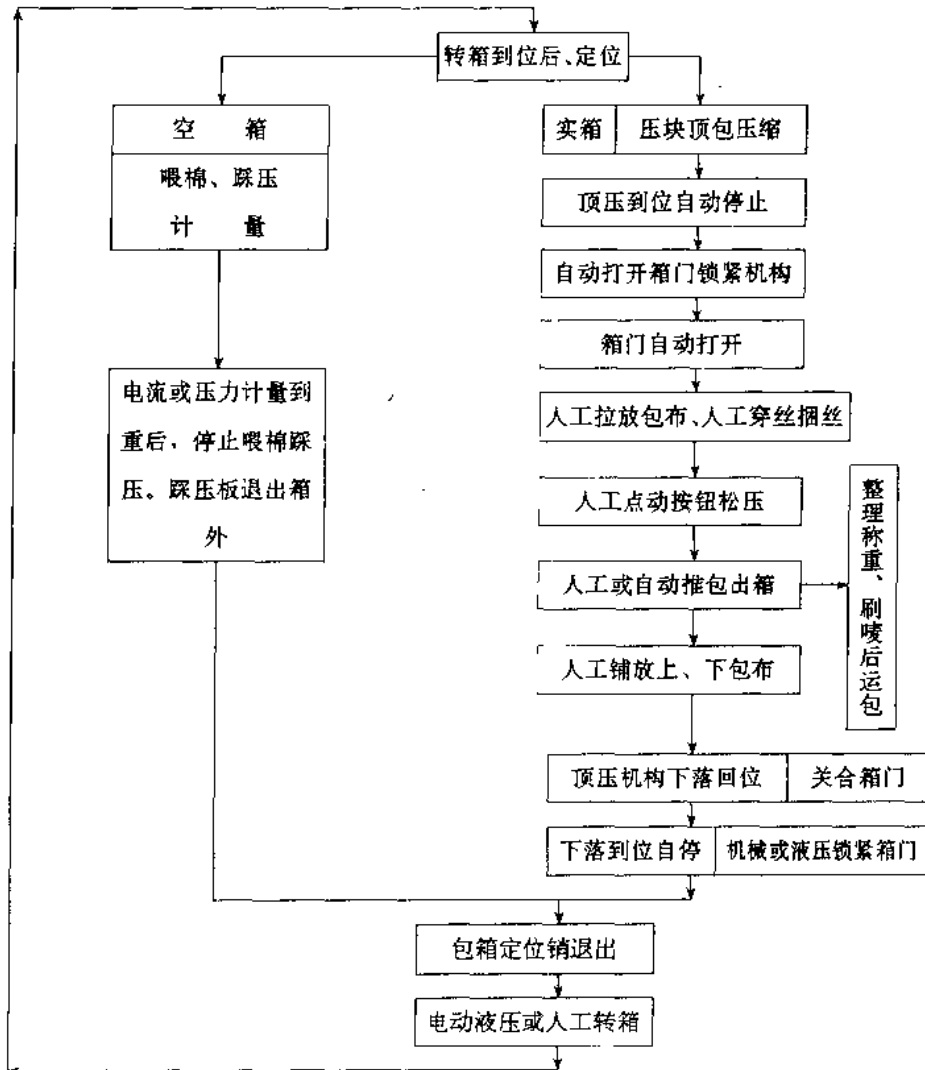 转箱到位后、定位
空 箱
喂棉、踩压
计 量
电流或压力计量到
重后，停止喂棉踩
压。踩压板退出箱
外
实箱 压块顶包压缩
顶压到位自动停止
自动打开箱门锁紧机构
箱门自动打开
人工拉放包布、人工穿丝捆丝
人工点动按钮松压
人工或自动推包出箱
整理称重、刷唛后运包
人工铺放上、下包布
顶压机构下落回位 关合箱门
下落到位自停 机械或液压锁紧箱门
包箱定位销退出
电动液压或人工转箱